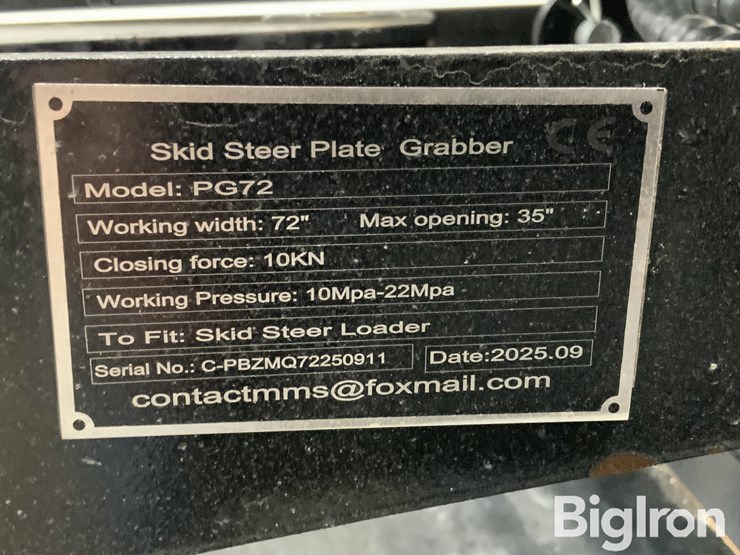 Skid Steer Plate Grabber CE
Model: PG72
Working width: 72" Max opening: 35"
Closing force: 10KN
Working Pressure: 10Mpa-22Mpa
To Fit: Skid Steer Loader
Serial No.: C-PBZMQ72250911 Date:2025.09
contactmms@foxmail.com
BigIron